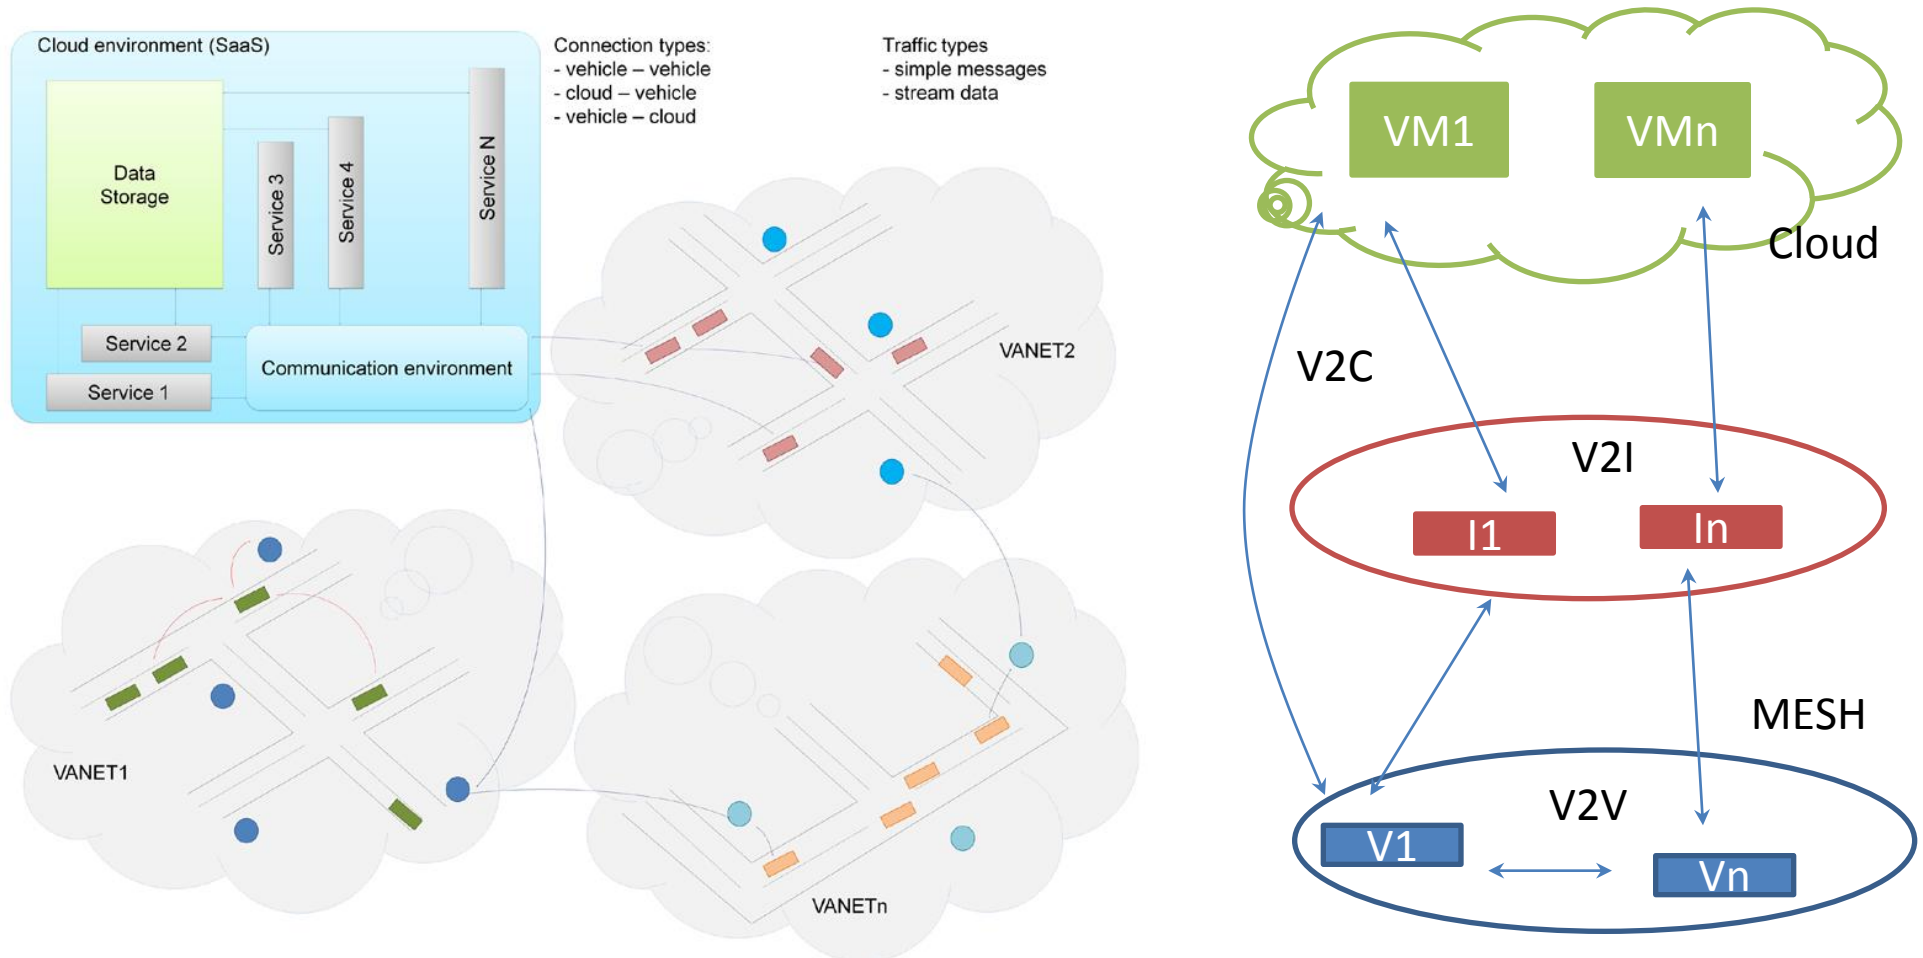 Cloud environment (SaaS)
Data
Storage
Service 3
Service 4
Service N
Service 2
Service 1
Communication environment
Connection types:
- vehicle – vehicle
- cloud – vehicle
- vehicle – cloud
Traffic types
- simple messages
- stream data
VANET2
VANET1
VANETn
VM1
VMn
Cloud
V2C
V2I
I1
In
MESH
V2V
V1
Vn